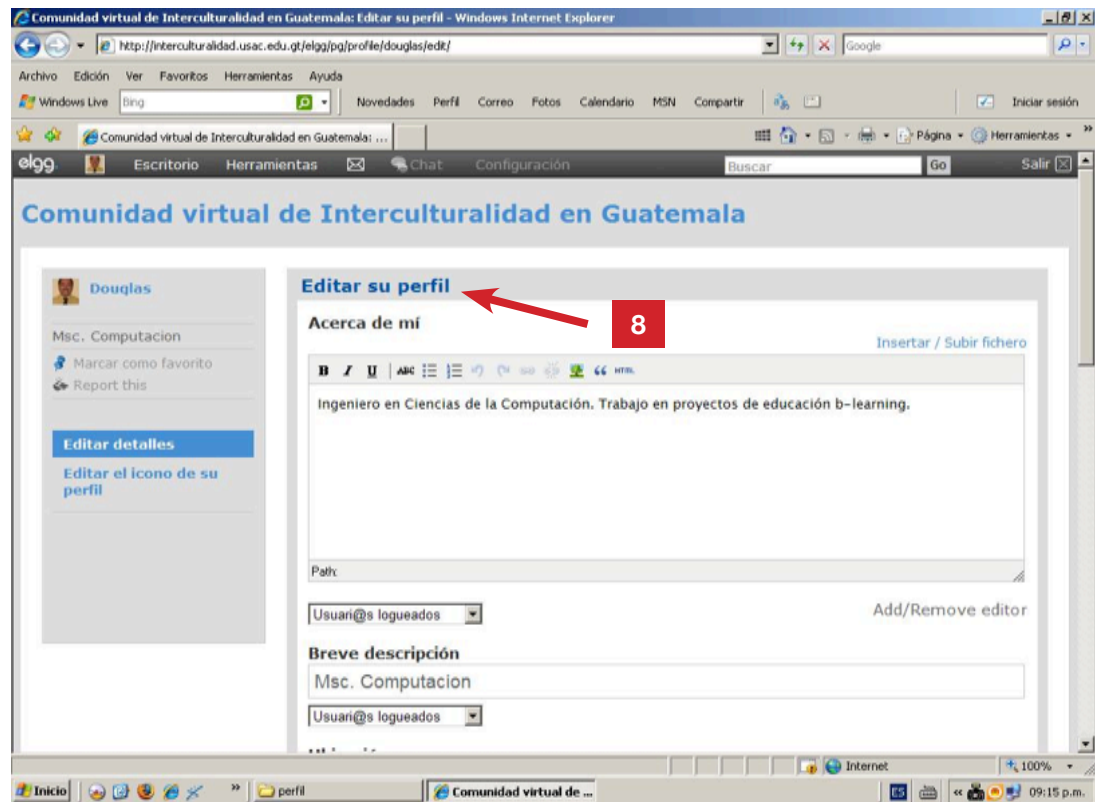 Comunidad virtual de Interculturalidad en Guatemala: Editar su perfil - Windows Internet Explorer
http://interculturalidad.usac.edu.gt/elgg/pg/profile/douglas/edit/
Google
Archivo Edición Ver Favoritos Herramientas Ayuda
Windows Live Bing Novedades Perfil Correo Fotos Calendario MSN Compartir Iniciar sesión
Comunidad virtual de Interculturalidad en Guatemala: ... Página Herramientas »
elgg Escritorio Herramientas Chat Configuración Buscar Go Salir
Comunidad virtual de Interculturalidad en Guatemala
Douglas
Msc. Computacion
Marcar como favorito
Report this
Editar detalles
Editar el icono de su
perfil
Editar su perfil
8
Acerca de mí
Insertar / Subir fichero
B I U ABC HTML
Ingeniero en Ciencias de la Computación. Trabajo en proyectos de educación b-learning.
Path:
Usuari@s logueados
Add/Remove editor
Breve descripción
Msc. Computacion
Usuari@s logueados
Internet 100%
Inicio » perfil Comunidad virtual de ... ES « 09:15 p.m.